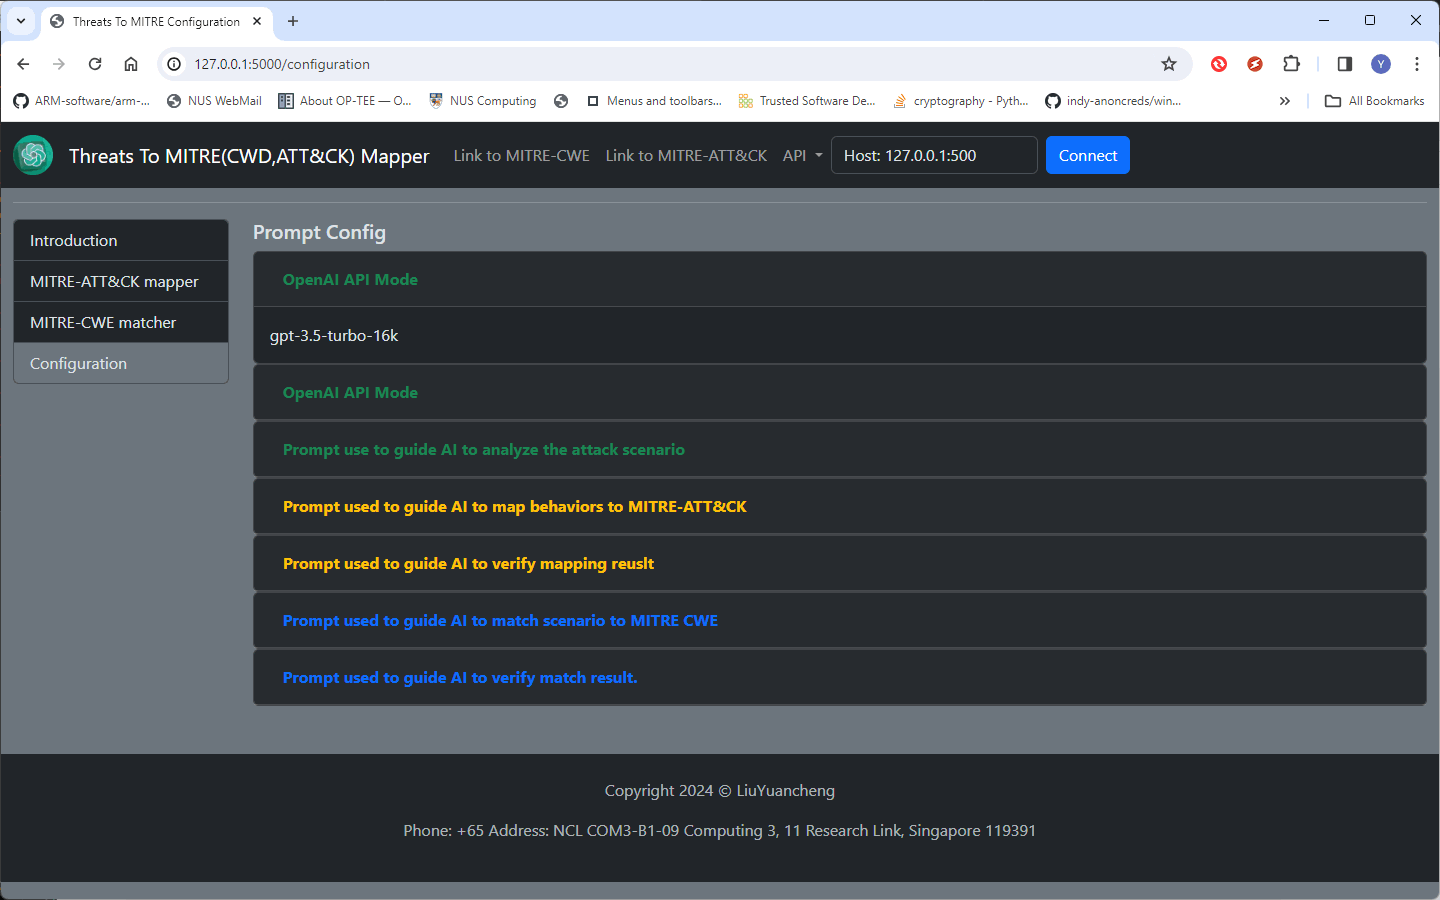 Threats To MITRE Configuration
127.0.0.1:5000/configuration
Y
ARM-software/arm-...
NUS WebMail
About OP-TEE — O...
NUS Computing
Menus and toolbars...
Trusted Software De...
cryptography - Pyth...
indy-anoncreds/win...
All Bookmarks
Threats To MITRE(CWD,ATT&CK) Mapper
Link to MITRE-CWE
Link to MITRE-ATT&CK
API
Host: 127.0.0.1:500
Connect
Introduction
MITRE-ATT&CK mapper
MITRE-CWE matcher
Configuration
Prompt Config
OpenAI API Mode
gpt-3.5-turbo-16k
OpenAI API Mode
Prompt use to guide AI to analyze the attack scenario
Prompt used to guide AI to map behaviors to MITRE-ATT&CK
Prompt used to guide AI to verify mapping reuslt
Prompt used to guide AI to match scenario to MITRE CWE
Prompt used to guide AI to verify match result.
Copyright 2024 © LiuYuancheng
Phone: +65 Address: NCL COM3-B1-09 Computing 3, 11 Research Link, Singapore 119391